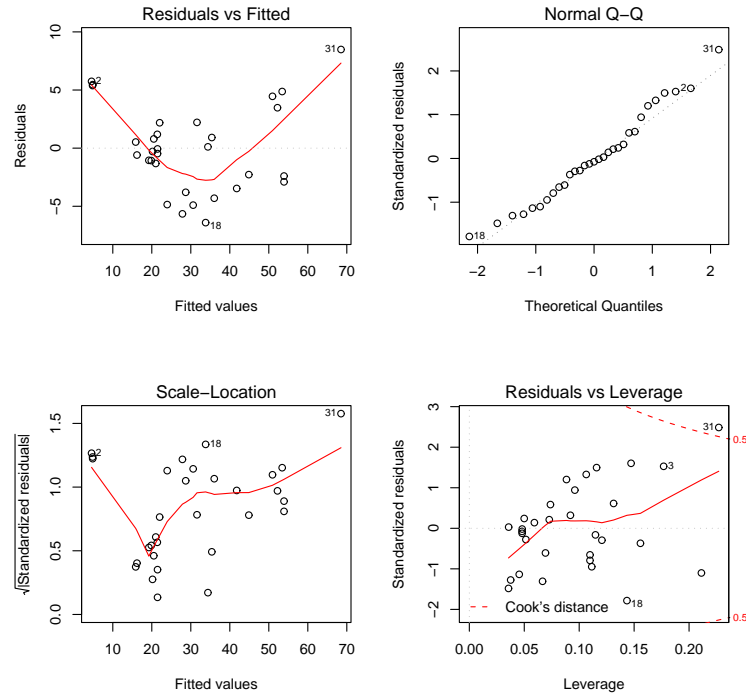 Residuals vs Fitted
Residuals
10
5
0
−5
10 20 30 40 50 60 70
Fitted values
31
2
18
Normal Q−Q
Standardized residuals
2
1
0
−1
−2 −1 0 1 2
Theoretical Quantiles
31
2
18
Scale−Location
√|Standardized residuals|
1.5
1.0
0.5
0.0
10 20 30 40 50 60 70
Fitted values
31
18
2
Residuals vs Leverage
Standardized residuals
3
2
1
0
−1
−2
0.00 0.05 0.10 0.15 0.20
Leverage
31
0.5
3
18
Cook's distance
0.5